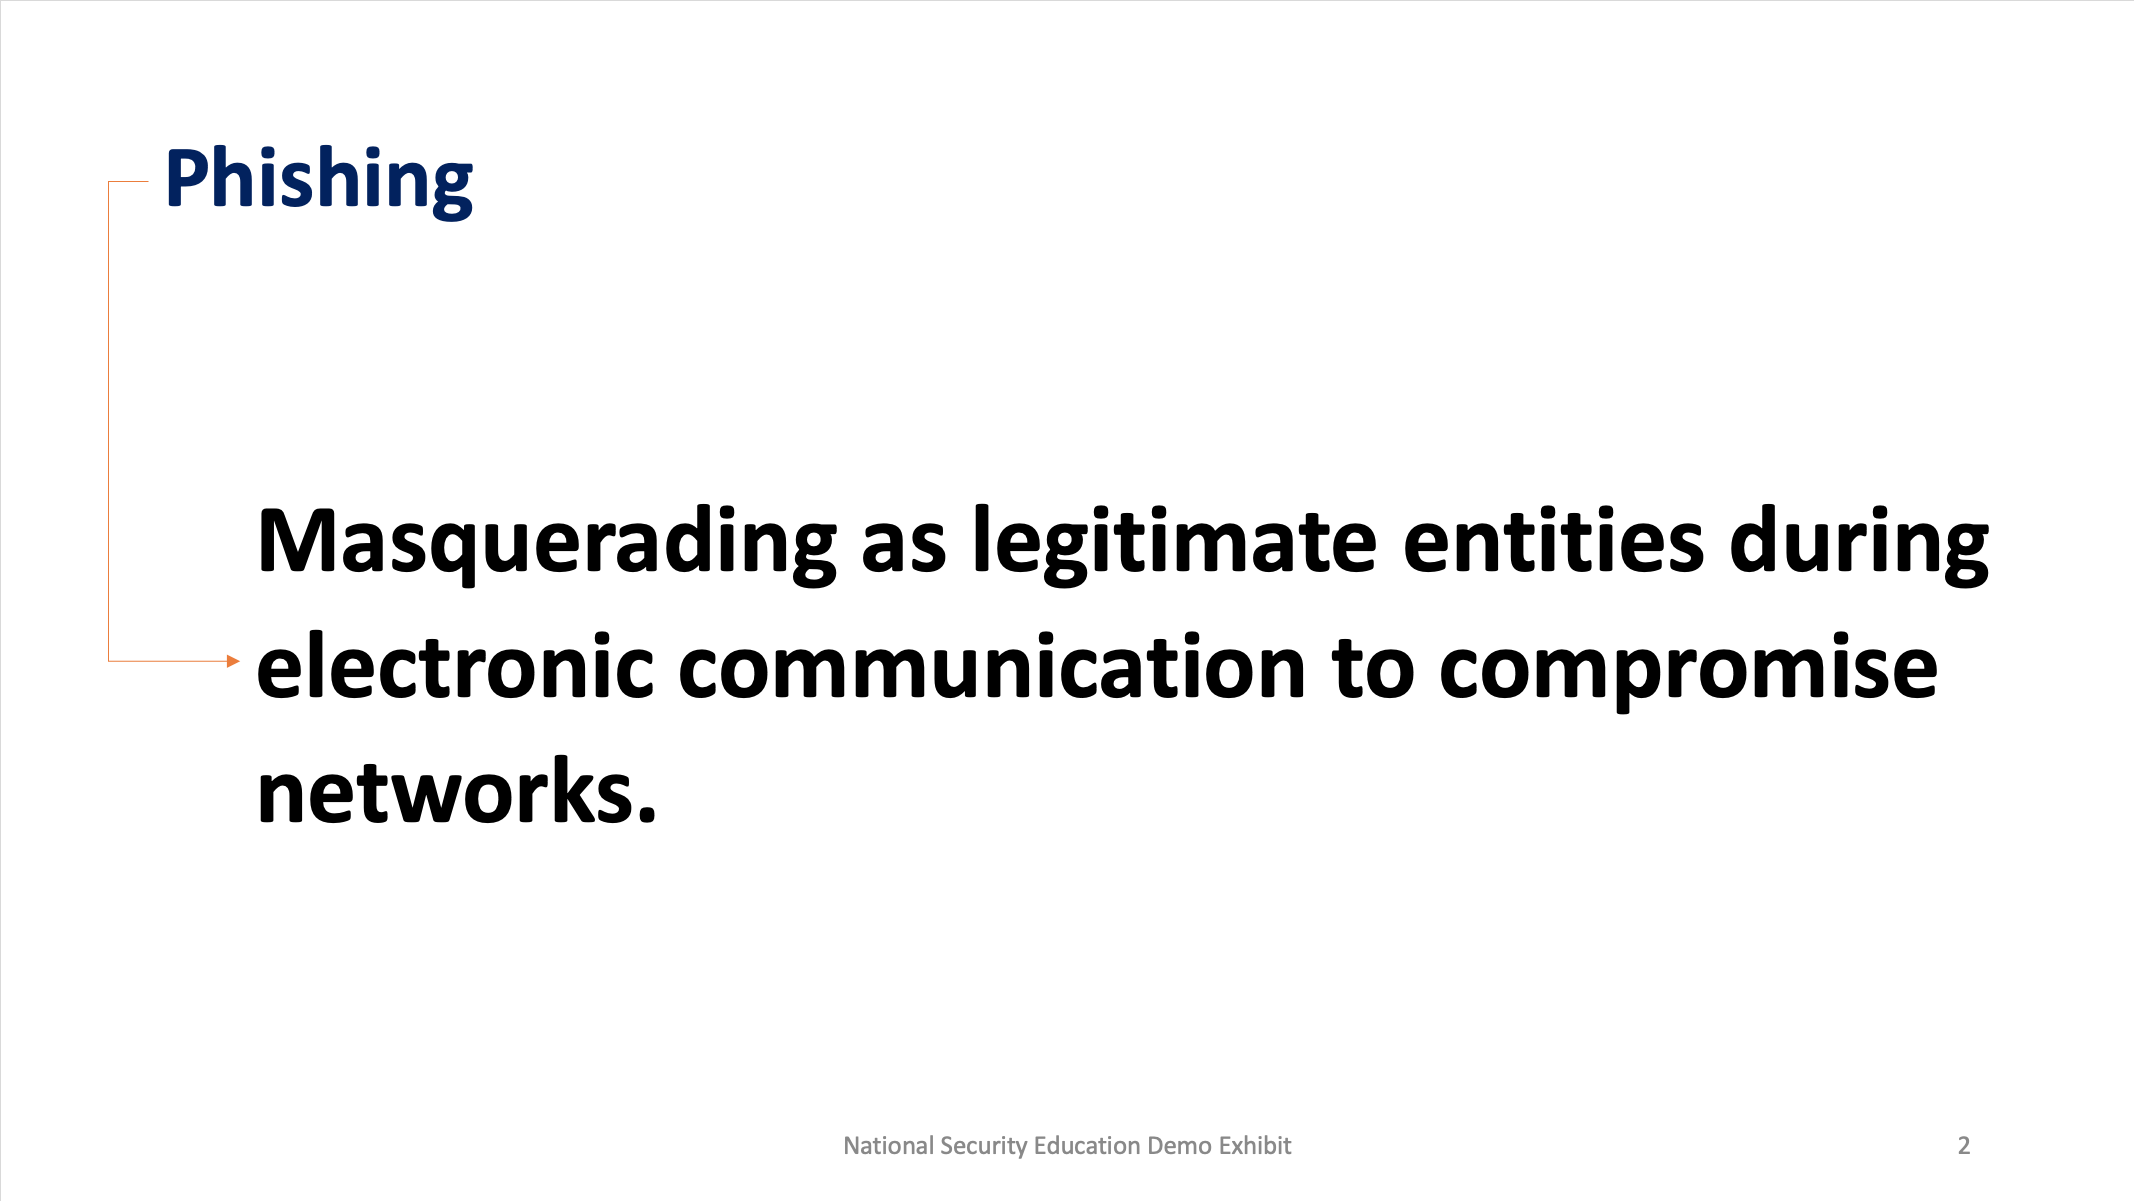 Phishing
Masquerading as legitimate entities during
electronic communication to compromise
networks.
National Security Education Demo Exhibit
2